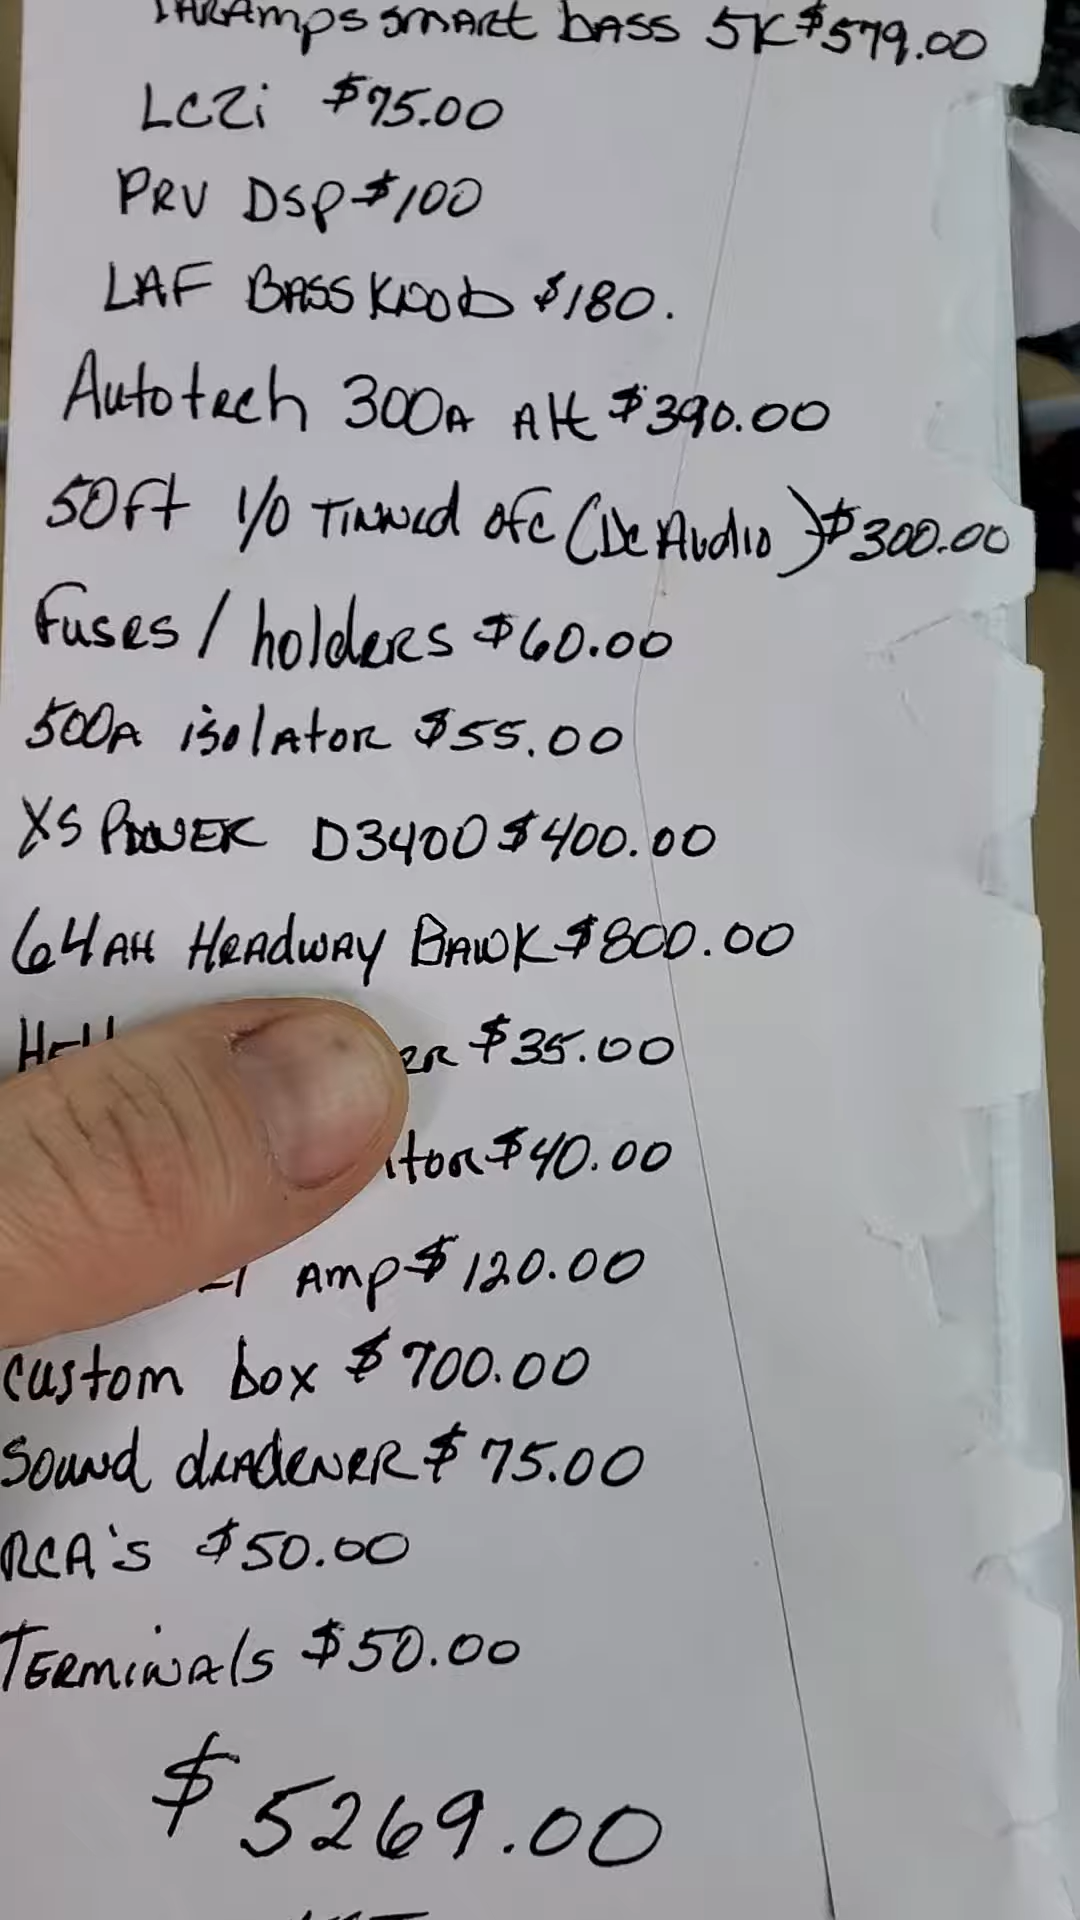 TARAmps smart bass 5K $579.00
LC2i $75.00
PRV DSP $100
LAF BASS KNOB $180.
Autotech 300A Alt $390.00
50ft 1/0 TINNED ofc (Dc Audio) $300.00
Fuses / holders $60.00
500A isolator $55.00
XS POWER D3400 $400.00
64AH HEADWAY BANK $800.00
$35.00
$40.00
Amp $120.00
custom box $700.00
Sound deadener $75.00
RCA's $50.00
TERMINALS $50.00
$5269.00